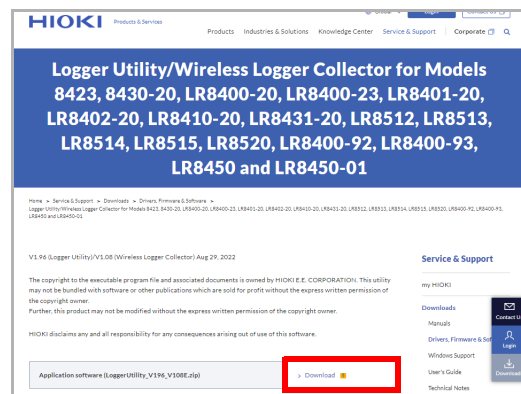 HIOKI Products & Services
Global Login Contact Us
Products Industries & Solutions Knowledge Center Service & Support Corporate
Logger Utility/Wireless Logger Collector for Models
8423, 8430-20, LR8400-20, LR8400-23, LR8401-20,
LR8402-20, LR8410-20, LR8431-20, LR8512, LR8513,
LR8514, LR8515, LR8520, LR8400-92, LR8400-93,
LR8450 and LR8450-01
Home > Service & Support > Downloads > Drivers, Firmware & Software >
Logger Utility/Wireless Logger Collector for Models 8423, 8430-20, LR8400-20, LR8400-23, LR8401-20, LR8402-20, LR8410-20, LR8431-20, LR8512, LR8513, LR8514, LR8515, LR8520, LR8400-92, LR8400-93,
LR8450 and LR8450-01
V1.96 (Logger Utility)/V1.08 (Wireless Logger Collector) Aug 29, 2022
The copyright to the executable program file and associated documents is owned by HIOKI E.E. CORPORATION. This utility
may not be bundled with software or other publications which are sold for profit without the express written permission of
the copyright owner.
Further, this product may not be modified without the express written permission of the copyright owner.
HIOKI disclaims any and all responsibility for any consequences arising out of use of this software.
Application software (LoggerUtility_V196_V108E.zip)
> Download
Service & Support
my HIOKI
Downloads
Manuals
Drivers, Firmware & Sof
Windows Support
User's Guide
Technical Notes
Contact Us
Login
Download